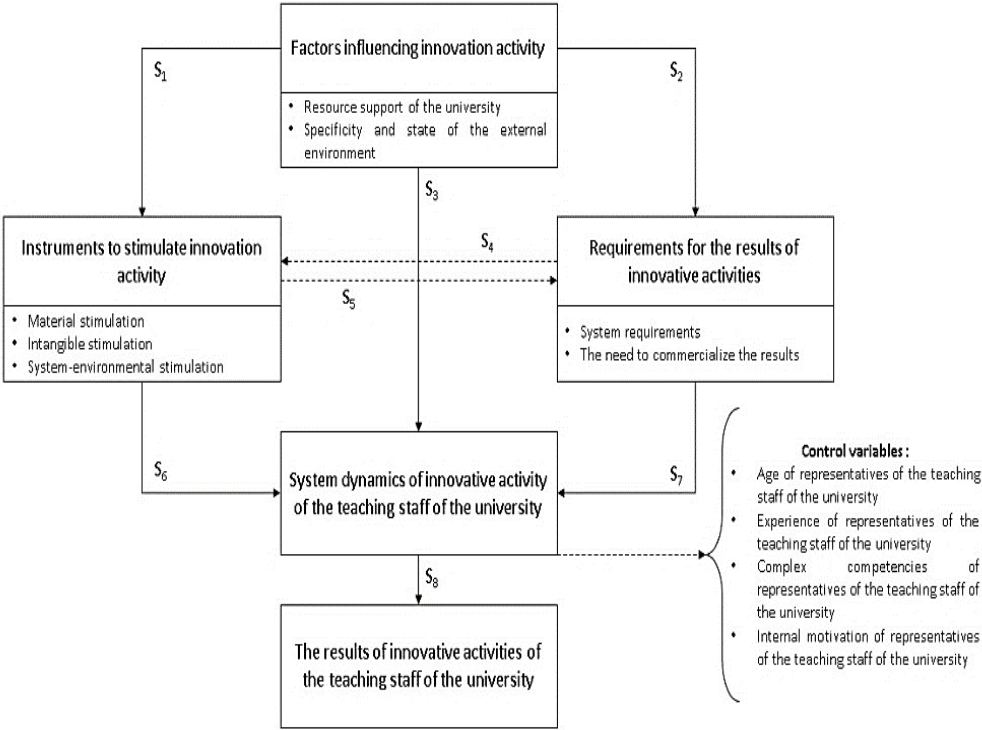 Factors influencing innovation activity
• Resource support of the university
• Specificity and state of the external
environment
S1
S2
S3
Instruments to stimulate innovation
activity
• Material stimulation
• Intangible stimulation
• System-environmental stimulation
S4
S5
Requirements for the results of
innovative activities
• System requirements
• The need to commercialize the results
S6
System dynamics of innovative activity
of the teaching staff of the university
S7
Control variables :
• Age of representatives of the teaching
staff of the university
• Experience of representatives of the
teaching staff of the university
• Complex competencies of
representatives of the teaching staff of
the university
• Internal motivation of representatives
of the teaching staff of the university
S8
The results of innovative activities of
the teaching staff of the university